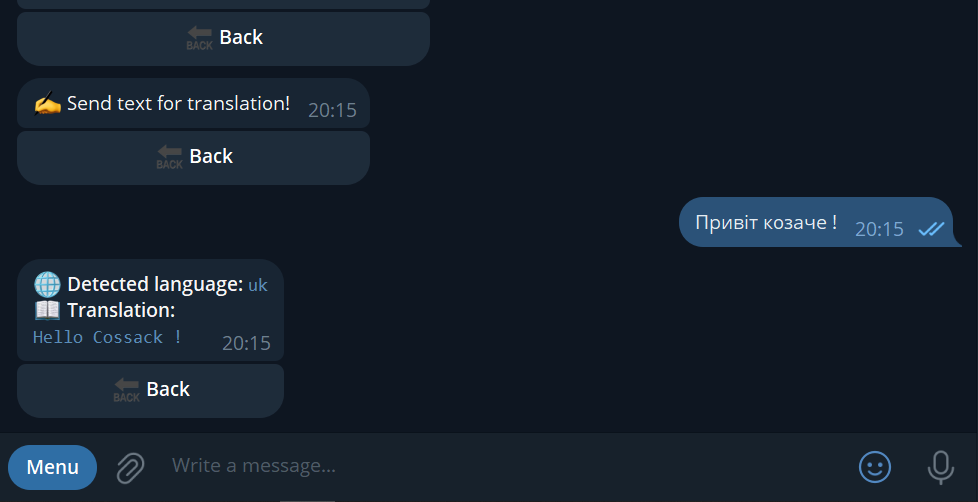 BACK Back
✍️ Send text for translation! 20:15
BACK Back
Привіт козаче ! 20:15
🌐 Detected language: uk
📖 Translation:
Hello Cossack ! 20:15
BACK Back
Menu Write a message...